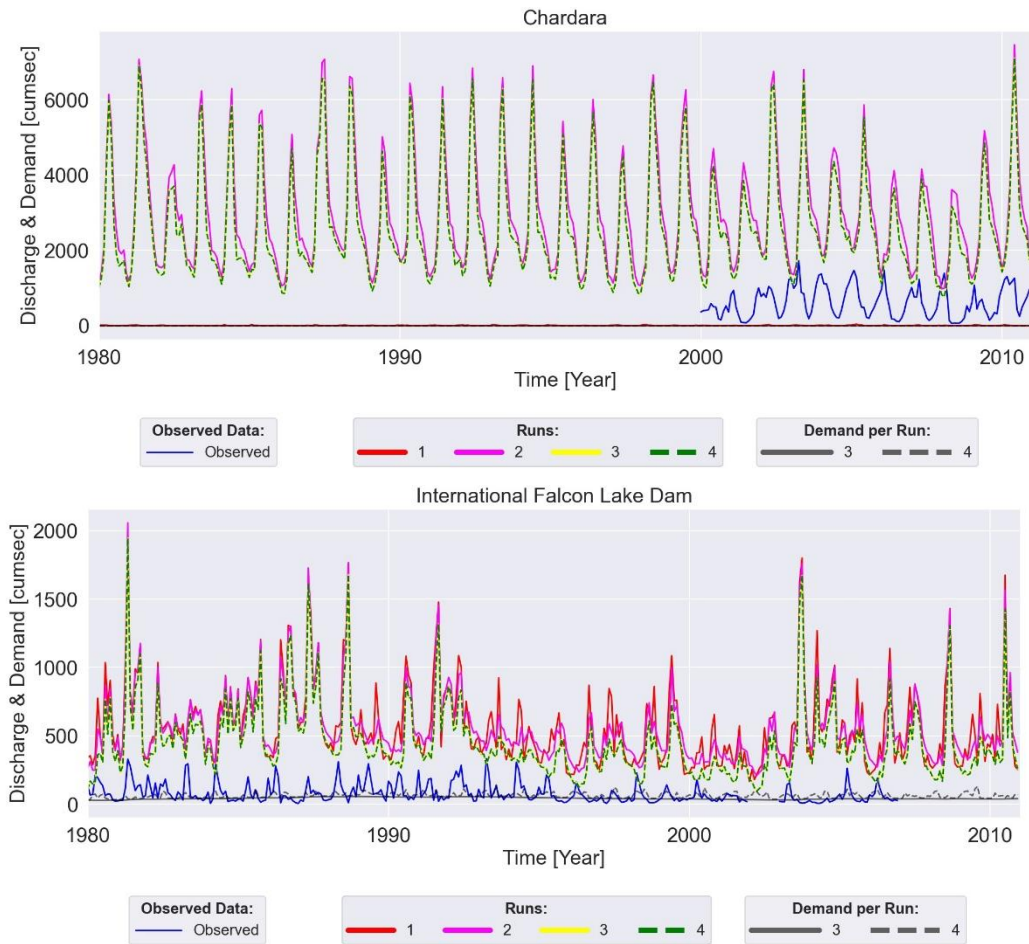 Chardara
Discharge & Demand [cumsec]
6000
4000
2000
0
1980
1990
2000
2010
Time [Year]
Observed Data:
Observed
Runs:
1 2 3 4
Demand per Run:
3 4
International Falcon Lake Dam
Discharge & Demand [cumsec]
2000
1500
1000
500
0
1980
1990
2000
2010
Time [Year]
Observed Data:
Observed
Runs:
1 2 3 4
Demand per Run:
3 4